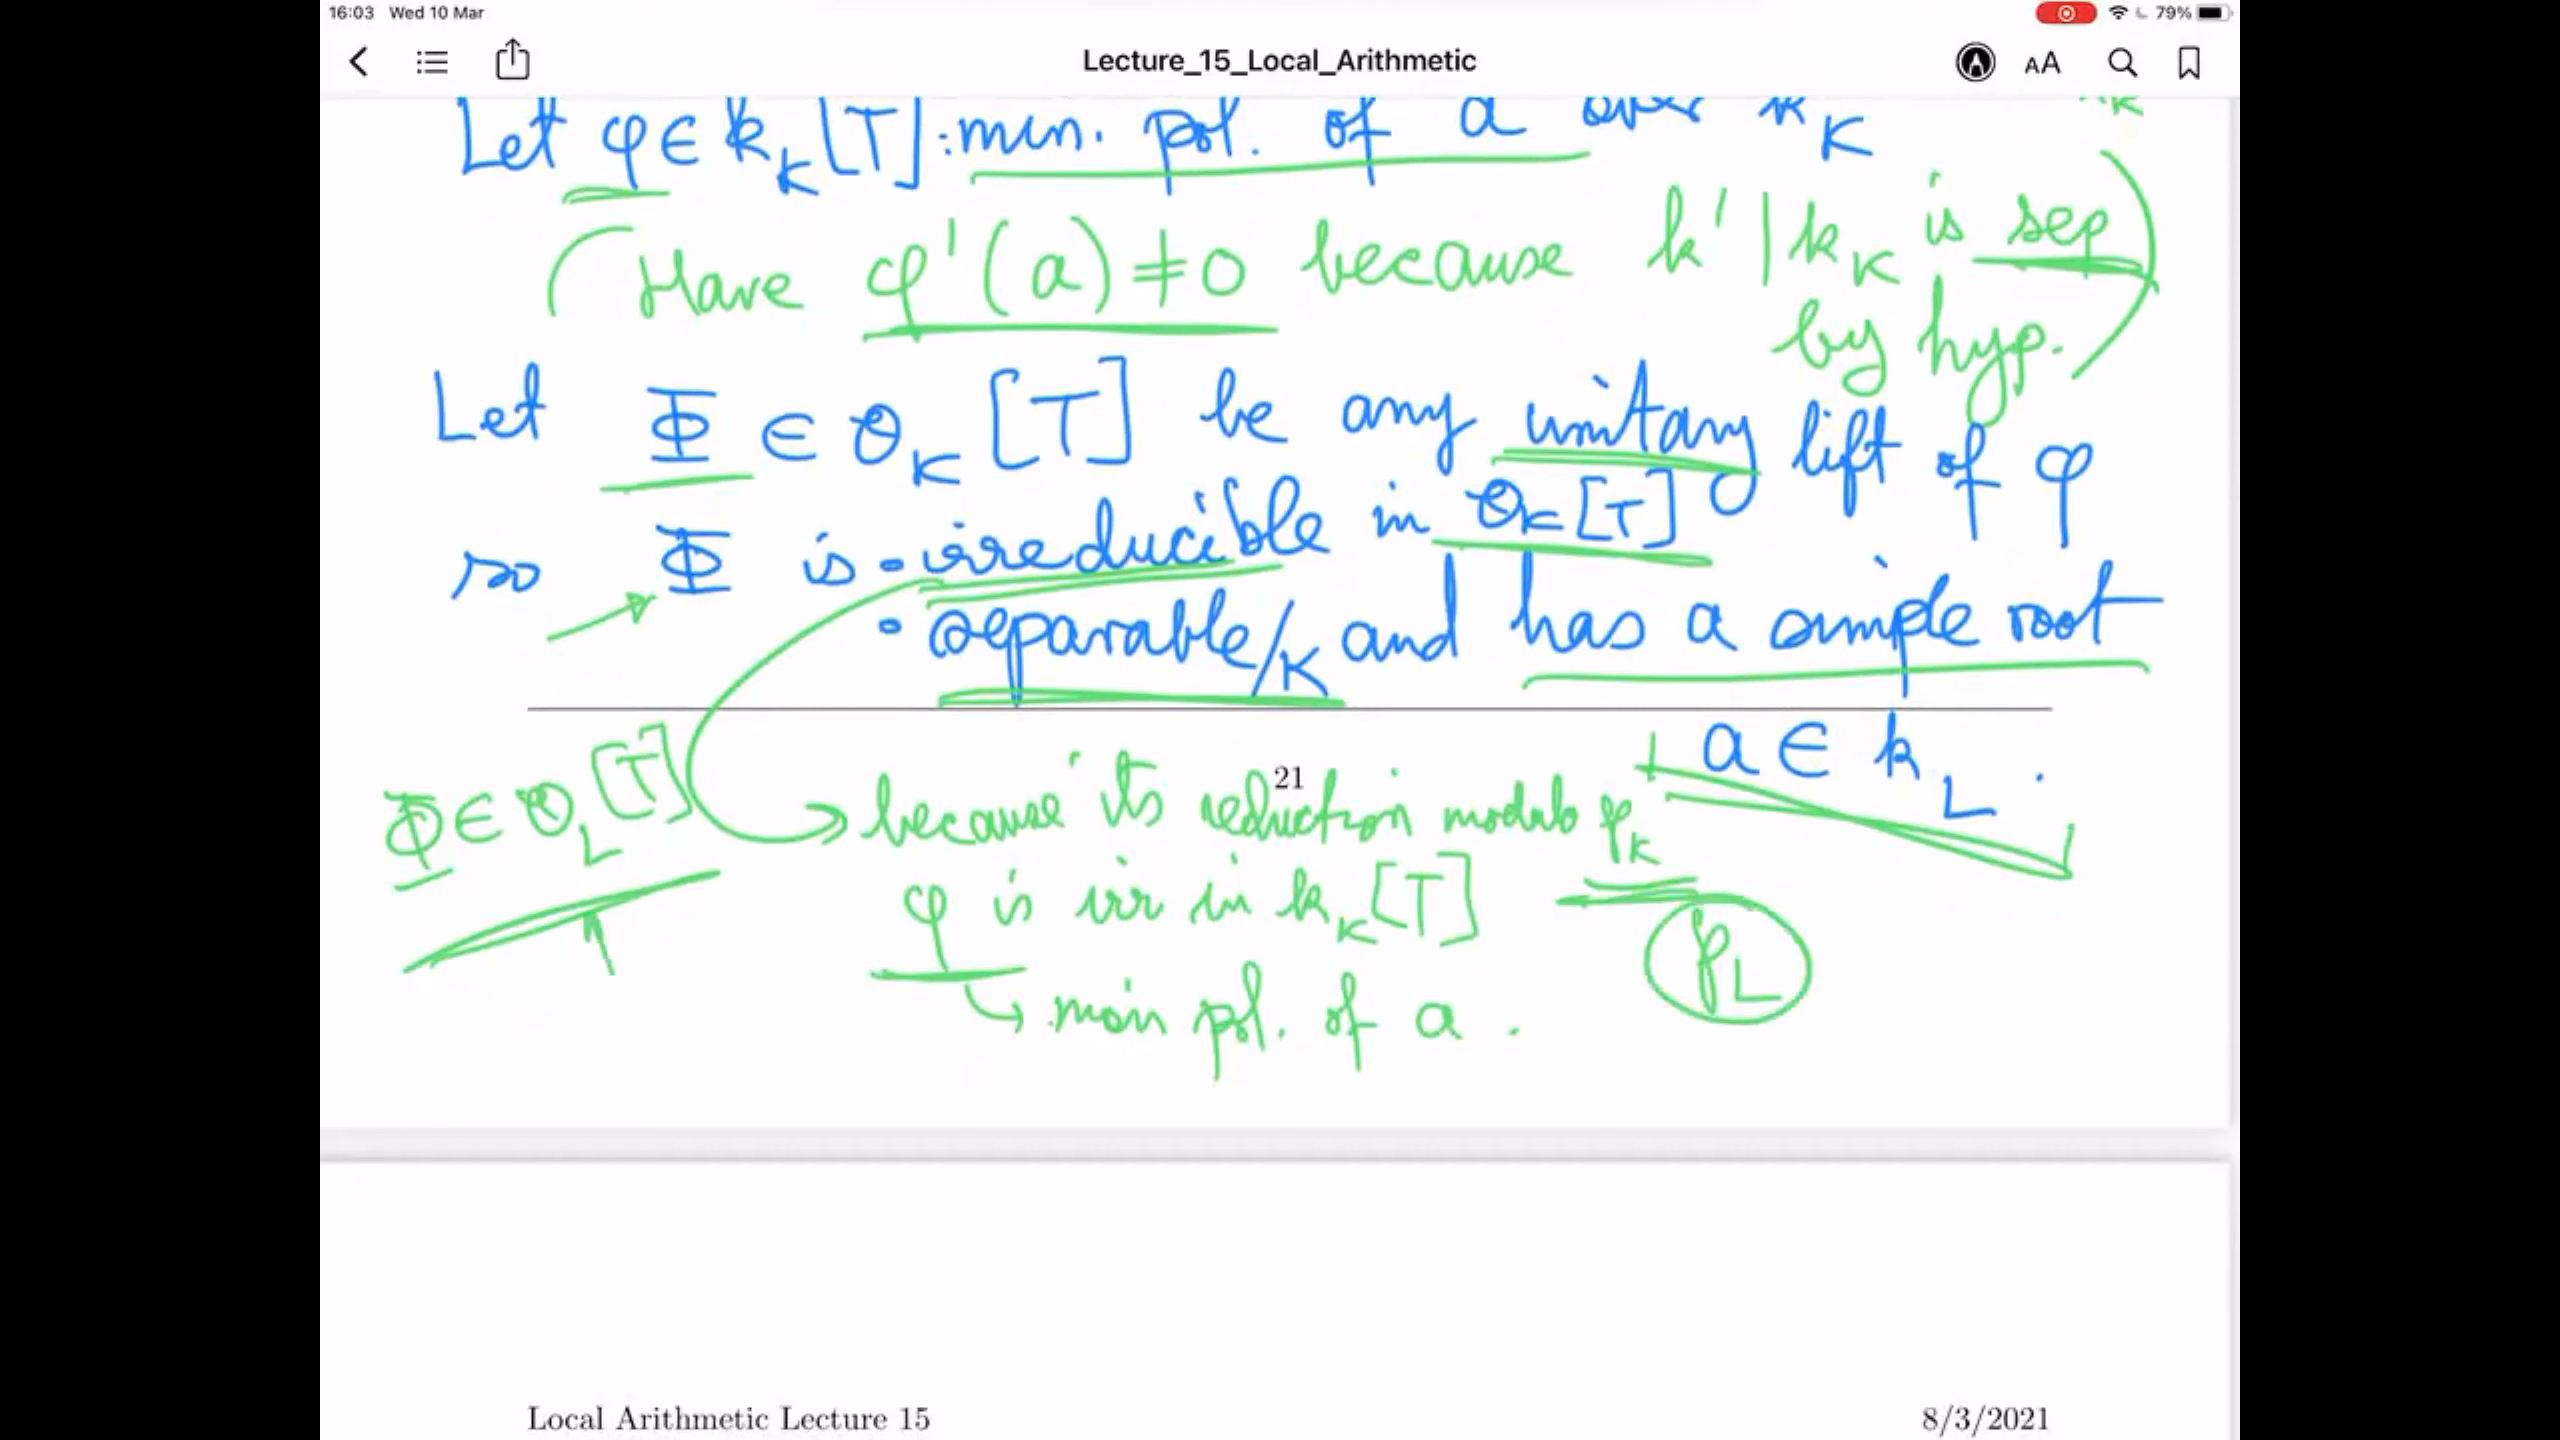 16:03 Wed 10 Mar
79%
Lecture_15_Local_Arithmetic
AA
Let φ ∈ k_K [T] : min. pol. of a over k_K
(Have φ'(a) ≠ 0 because k' | k_K is sep
by hyp.)
Let Φ ∈ O_K [T] be any unitary lift of φ
so Φ is • irreducible in O_K [T]
• separable/K and has a simple root
a ∈ k_L .
Φ ∈ O_L [T]
21
because its reduction modulo p_K
φ is irr in k_K [T]
p_L
min pol. of a .
Local Arithmetic Lecture 15
8/3/2021